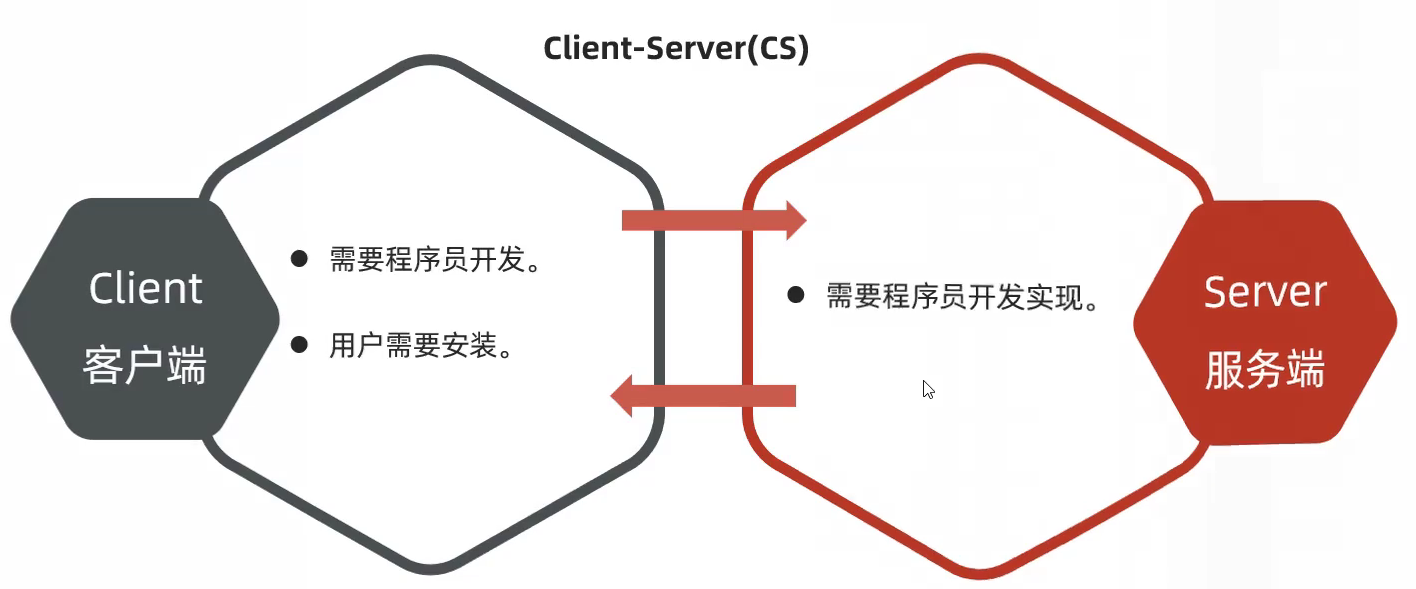 Client-Server(CS)
Client
客户端
需要程序员开发。
用户需要安装。
需要程序员开发实现。
Server
服务端